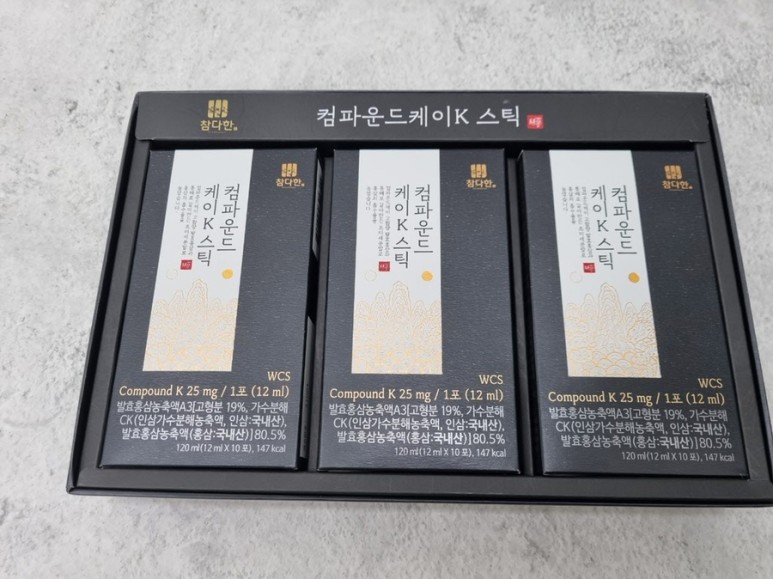 참다한
컴파운드케이K 스틱
참다한
컴파운드
케이K스틱
WCS
Compound K 25 mg / 1포 (12 ml)
발효홍삼농축액A3[고형분 19%, 가수분해
CK(인삼가수분해농축액, 인삼:국내산),
발효홍삼농축액(홍삼:국내산)]80.5%
120 ml(12 ml X 10 포), 147 kcal
참다한
컴파운드
케이K스틱
WCS
Compound K 25 mg / 1포 (12 ml)
발효홍삼농축액A3[고형분 19%, 가수분해
CK(인삼가수분해농축액, 인삼:국내산),
발효홍삼농축액(홍삼:국내산)]80.5%
120 ml(12 ml X 10 포), 147 kcal
참다한
컴파운드
케이K스틱
WCS
Compound K 25 mg / 1포 (12 ml)
발효홍삼농축액A3[고형분 19%, 가수분해
CK(인삼가수분해농축액, 인삼:국내산),
발효홍삼농축액(홍삼:국내산)]80.5%
120 ml(12 ml X 10 포), 147 kcal